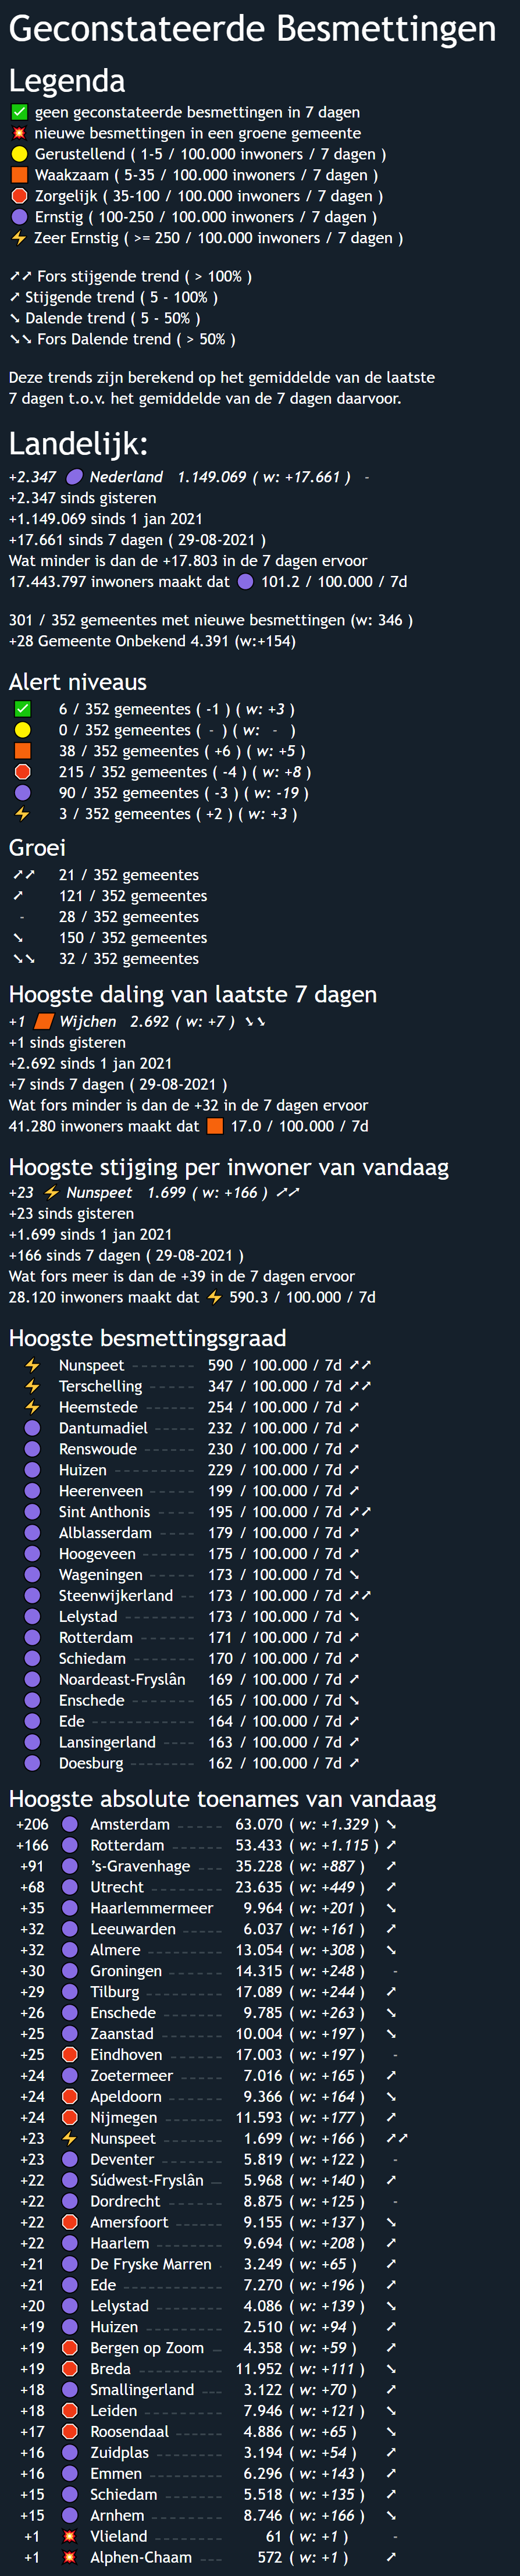 Geconstateerde Besmettingen
Legenda
✅ geen geconstateerde besmettingen in 7 dagen
💥 nieuwe besmettingen in een groene gemeente
🟡 Gerustellend ( 1-5 / 100.000 inwoners / 7 dagen )
🟧 Waakzaam ( 5-35 / 100.000 inwoners / 7 dagen )
🛑 Zorgelijk ( 35-100 / 100.000 inwoners / 7 dagen )
🟣 Ernstig ( 100-250 / 100.000 inwoners / 7 dagen )
⚡ Zeer Ernstig ( >= 250 / 100.000 inwoners / 7 dagen )
➚➚ Fors stijgende trend ( > 100% )
➚ Stijgende trend ( 5 - 100% )
➘ Dalende trend ( 5 - 50% )
➘➘ Fors Dalende trend ( > 50% )
Deze trends zijn berekend op het gemiddelde van de laatste
7 dagen t.o.v. het gemiddelde van de 7 dagen daarvoor.
Landelijk:
+2.347 🟣 Nederland 1.149.069 ( w: +17.661 ) -
+2.347 sinds gisteren
+1.149.069 sinds 1 jan 2021
+17.661 sinds 7 dagen ( 29-08-2021 )
Wat minder is dan de +17.803 in de 7 dagen ervoor
17.443.797 inwoners maakt dat 🟣 101.2 / 100.000 / 7d
301 / 352 gemeentes met nieuwe besmettingen (w: 346 )
+28 Gemeente Onbekend 4.391 (w:+154)
Alert niveaus
✅ 6 / 352 gemeentes ( -1 ) ( w: +3 )
🟡 0 / 352 gemeentes ( - ) ( w: - )
🟧 38 / 352 gemeentes ( +6 ) ( w: +5 )
🛑 215 / 352 gemeentes ( -4 ) ( w: +8 )
🟣 90 / 352 gemeentes ( -3 ) ( w: -19 )
⚡ 3 / 352 gemeentes ( +2 ) ( w: +3 )
Groei
➚➚ 21 / 352 gemeentes
➚ 121 / 352 gemeentes
- 28 / 352 gemeentes
➘ 150 / 352 gemeentes
➘➘ 32 / 352 gemeentes
Hoogste daling van laatste 7 dagen
+1 🟧 Wijchen 2.692 ( w: +7 ) ➘➘
+1 sinds gisteren
+2.692 sinds 1 jan 2021
+7 sinds 7 dagen ( 29-08-2021 )
Wat fors minder is dan de +32 in de 7 dagen ervoor
41.280 inwoners maakt dat 🟧 17.0 / 100.000 / 7d
Hoogste stijging per inwoner van vandaag
+23 ⚡ Nunspeet 1.699 ( w: +166 ) ➚➚
+23 sinds gisteren
+1.699 sinds 1 jan 2021
+166 sinds 7 dagen ( 29-08-2021 )
Wat fors meer is dan de +39 in de 7 dagen ervoor
28.120 inwoners maakt dat ⚡ 590.3 / 100.000 / 7d
Hoogste besmettingsgraad
⚡ Nunspeet ------- 590 / 100.000 / 7d ➚➚
⚡ Terschelling ----- 347 / 100.000 / 7d ➚➚
⚡ Heemstede ----- 254 / 100.000 / 7d ➚
🟣 Dantumadiel ---- 232 / 100.000 / 7d ➚
🟣 Renswoude ----- 230 / 100.000 / 7d ➚
🟣 Huizen -------- 229 / 100.000 / 7d ➚
🟣 Heerenveen ---- 199 / 100.000 / 7d ➚
🟣 Sint Anthonis ---- 195 / 100.000 / 7d ➚➚
🟣 Alblasserdam ---- 179 / 100.000 / 7d ➚
🟣 Hoogeveen ----- 175 / 100.000 / 7d ➚
🟣 Wageningen ----- 173 / 100.000 / 7d ➘
🟣 Steenwijkerland -- 173 / 100.000 / 7d ➚➚
🟣 Lelystad ------- 173 / 100.000 / 7d ➘
🟣 Rotterdam ------ 171 / 100.000 / 7d ➚
🟣 Schiedam ------ 170 / 100.000 / 7d ➚
🟣 Noardeast-Fryslân 169 / 100.000 / 7d ➚
🟣 Enschede ------ 165 / 100.000 / 7d ➘
🟣 Ede ----------- 164 / 100.000 / 7d ➚
🟣 Lansingerland ---- 163 / 100.000 / 7d ➚
🟣 Doesburg ------- 162 / 100.000 / 7d ➚
Hoogste absolute toenames van vandaag
+206 🟣 Amsterdam ----- 63.070 ( w: +1.329 ) ➘
+166 🟣 Rotterdam ------ 53.433 ( w: +1.115 ) ➚
+91 🟣 ’s-Gravenhage --- 35.228 ( w: +887 ) ➚
+68 🟣 Utrecht -------- 23.635 ( w: +449 ) ➚
+35 🟣 Haarlemmermeer 9.964 ( w: +201 ) ➘
+32 🟣 Leeuwarden ----- 6.037 ( w: +161 ) ➚
+32 🟣 Almere -------- 13.054 ( w: +308 ) ➘
+30 🟣 Groningen ------ 14.315 ( w: +248 ) -
+29 🟣 Tilburg --------- 17.089 ( w: +244 ) ➚
+26 🟣 Enschede ------ 9.785 ( w: +263 ) ➘
+25 🟣 Zaanstad ------- 10.004 ( w: +197 ) ➘
+25 🛑 Eindhoven ------ 17.003 ( w: +197 ) -
+24 🟣 Zoetermeer ----- 7.016 ( w: +165 ) ➚
+24 🛑 Apeldoorn ------ 9.366 ( w: +164 ) ➘
+24 🛑 Nijmegen ------- 11.593 ( w: +177 ) ➚
+23 ⚡ Nunspeet ------- 1.699 ( w: +166 ) ➚➚
+23 🟣 Deventer ------- 5.819 ( w: +122 ) -
+22 🟣 Súdwest-Fryslân -- 5.968 ( w: +140 ) ➚
+22 🟣 Dordrecht ------ 8.875 ( w: +125 ) -
+22 🛑 Amersfoort ----- 9.155 ( w: +137 ) ➘
+22 🟣 Haarlem ------- 9.694 ( w: +208 ) ➚
+21 🟣 De Fryske Marren - 3.249 ( w: +65 ) ➚
+21 🟣 Ede ----------- 7.270 ( w: +196 ) ➚
+20 🟣 Lelystad ------- 4.086 ( w: +139 ) ➘
+19 🟣 Huizen -------- 2.510 ( w: +94 ) ➚
+19 🛑 Bergen op Zoom -- 4.358 ( w: +59 ) ➚
+19 🛑 Breda --------- 11.952 ( w: +111 ) ➘
+18 🟣 Smallingerland --- 3.122 ( w: +70 ) ➚
+18 🛑 Leiden --------- 7.946 ( w: +121 ) ➘
+17 🛑 Roosendaal ----- 4.886 ( w: +65 ) ➘
+16 🟣 Zuidplas ------- 3.194 ( w: +54 ) ➚
+16 🟣 Emmen -------- 6.296 ( w: +143 ) ➚
+15 🟣 Schiedam ------ 5.518 ( w: +135 ) ➚
+15 🟣 Arnhem -------- 8.746 ( w: +166 ) ➘
+1 💥 Vlieland -------- 61 ( w: +1 ) -
+1 💥 Alphen-Chaam --- 572 ( w: +1 ) ➚